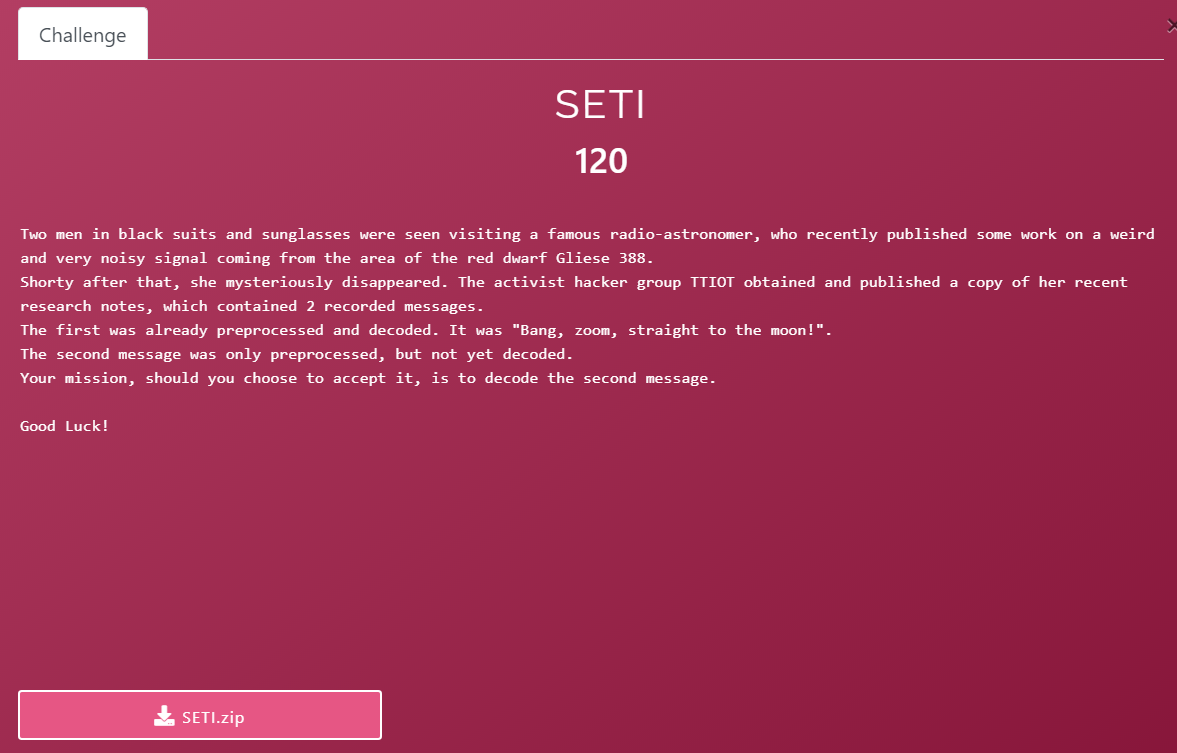 Challenge
×
SETI
120
Two men in black suits and sunglasses were seen visiting a famous radio-astronomer, who recently published some work on a weird
and very noisy signal coming from the area of the red dwarf Gliese 388.
Shorty after that, she mysteriously disappeared. The activist hacker group TTIOT obtained and published a copy of her recent
research notes, which contained 2 recorded messages.
The first was already preprocessed and decoded. It was "Bang, zoom, straight to the moon!".
The second message was only preprocessed, but not yet decoded.
Your mission, should you choose to accept it, is to decode the second message.
Good Luck!
SETI.zip